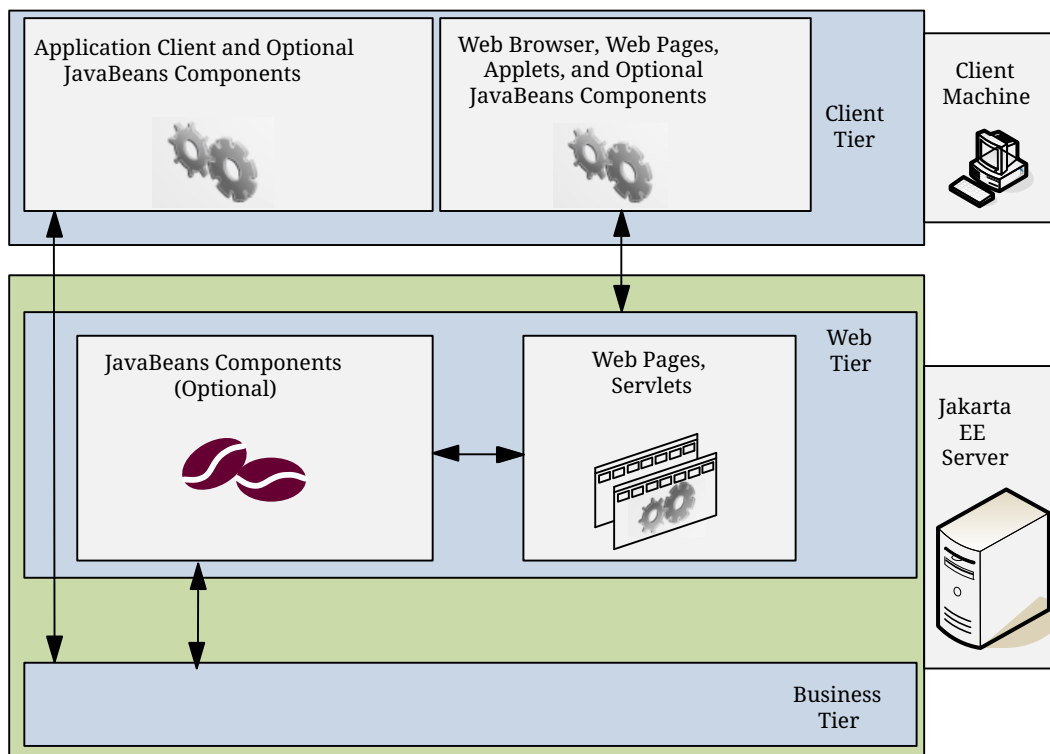 Application Client and Optional
JavaBeans Components
Web Browser, Web Pages,
Applets, and Optional
JavaBeans Components
Client
Tier
Client
Machine
JavaBeans Components
(Optional)
Web Pages,
Servlets
Web
Tier
Jakarta
EE
Server
Business
Tier